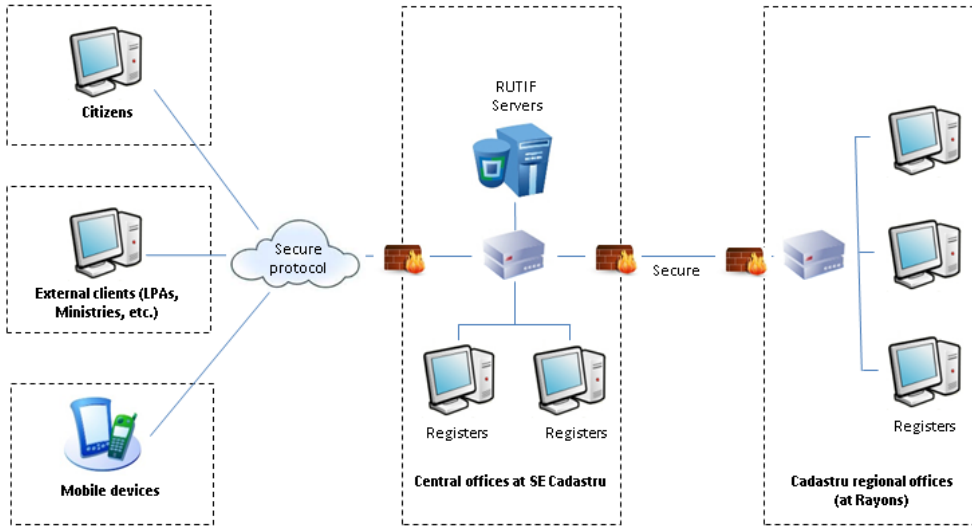 Citizens
External clients (LPAs,
Ministries, etc.)
Mobile devices
Secure
protocol
RUTIF
Servers
Registers
Registers
Central offices at SE Cadastru
Secure
Registers
Cadastru regional offices
(at Rayons)